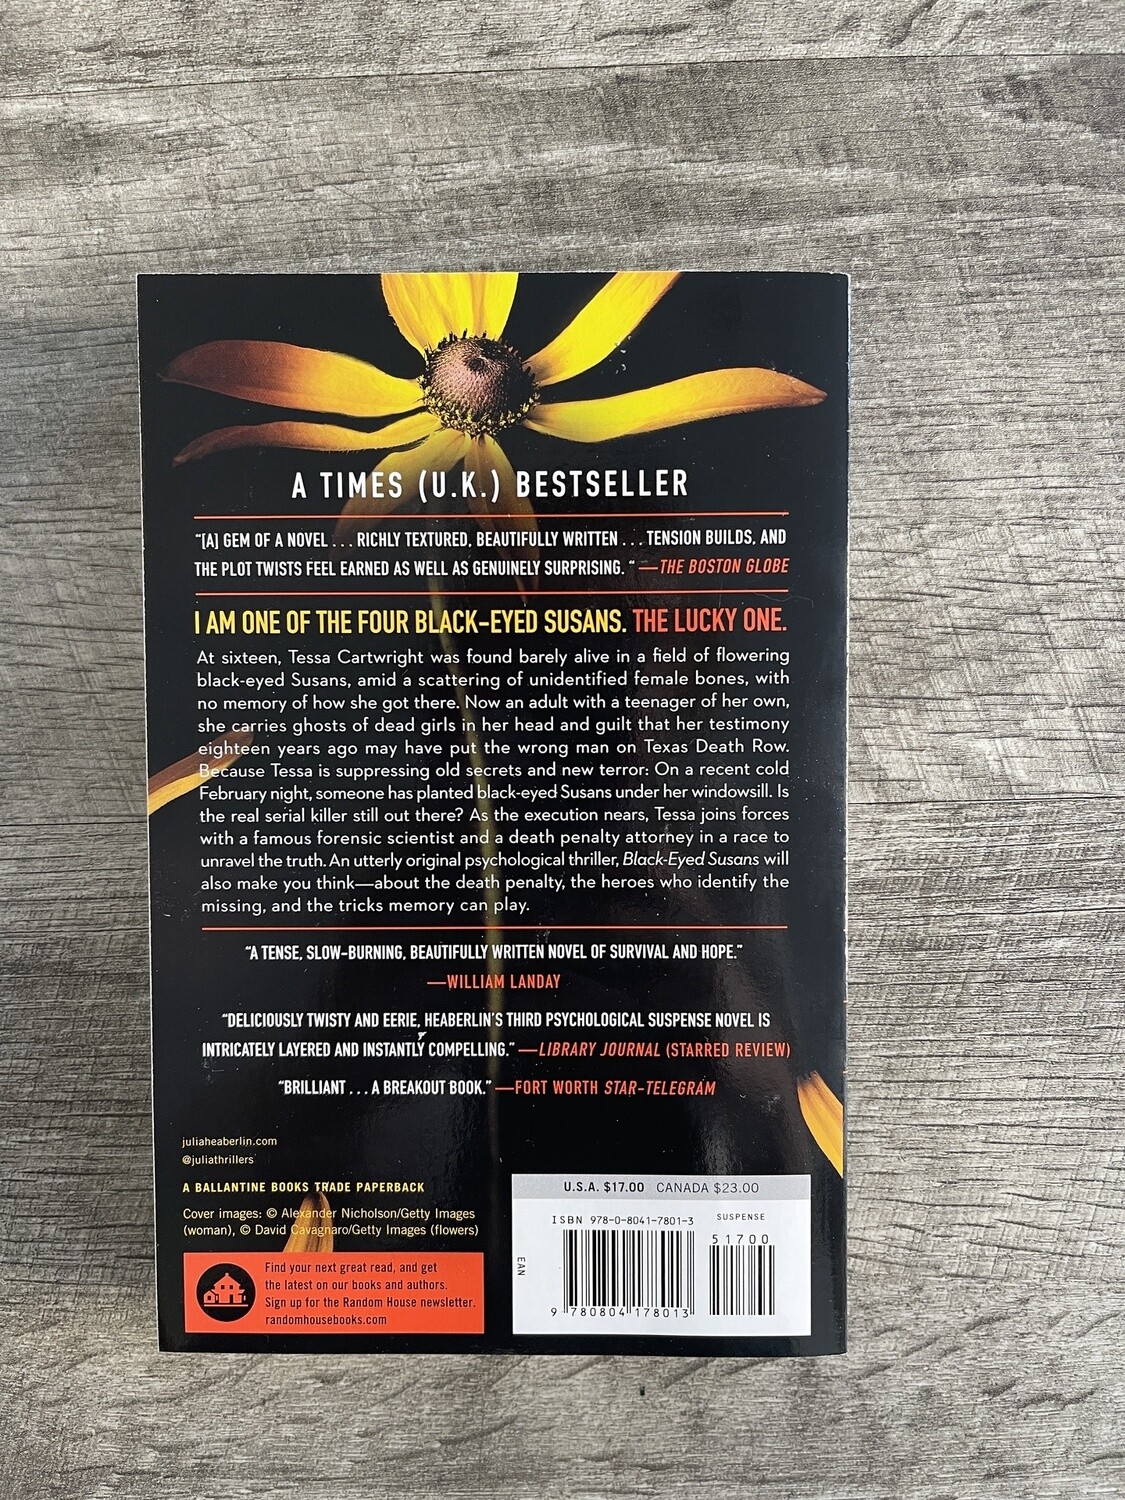 A TIMES (U.K.) BESTSELLER
"[A] GEM OF A NOVEL . . . RICHLY TEXTURED, BEAUTIFULLY WRITTEN . . . TENSION BUILDS, AND
THE PLOT TWISTS FEEL EARNED AS WELL AS GENUINELY SURPRISING. " —THE BOSTON GLOBE
I AM ONE OF THE FOUR BLACK-EYED SUSANS. THE LUCKY ONE.
At sixteen, Tessa Cartwright was found barely alive in a field of flowering
black-eyed Susans, amid a scattering of unidentified female bones, with
no memory of how she got there. Now an adult with a teenager of her own,
she carries ghosts of dead girls in her head and guilt that her testimony
eighteen years ago may have put the wrong man on Texas Death Row.
Because Tessa is suppressing old secrets and new terror: On a recent cold
February night, someone has planted black-eyed Susans under her windowsill. Is
the real serial killer still out there? As the execution nears, Tessa joins forces
with a famous forensic scientist and a death penalty attorney in a race to
unravel the truth. An utterly original psychological thriller, Black-Eyed Susans will
also make you think—about the death penalty, the heroes who identify the
missing, and the tricks memory can play.
"A TENSE, SLOW-BURNING, BEAUTIFULLY WRITTEN NOVEL OF SURVIVAL AND HOPE."
—WILLIAM LANDAY
"DELICIOUSLY TWISTY AND EERIE, HEABERLIN'S THIRD PSYCHOLOGICAL SUSPENSE NOVEL IS
INTRICATELY LAYERED AND INSTANTLY COMPELLING." —LIBRARY JOURNAL (STARRED REVIEW)
"BRILLIANT . . . A BREAKOUT BOOK." —FORT WORTH STAR-TELEGRAM
juliaheaberlin.com
@juliathrillers
A BALLANTINE BOOKS TRADE PAPERBACK
Cover images: © Alexander Nicholson/Getty Images
(woman), © David Cavagnaro/Getty Images (flowers)
Find your next great read, and get
the latest on our books and authors.
Sign up for the Random House newsletter.
randomhousebooks.com
U.S.A. $17.00 CANADA $23.00
ISBN 978-0-8041-7801-3
SUSPENSE
51700
EAN
9 780804 178013